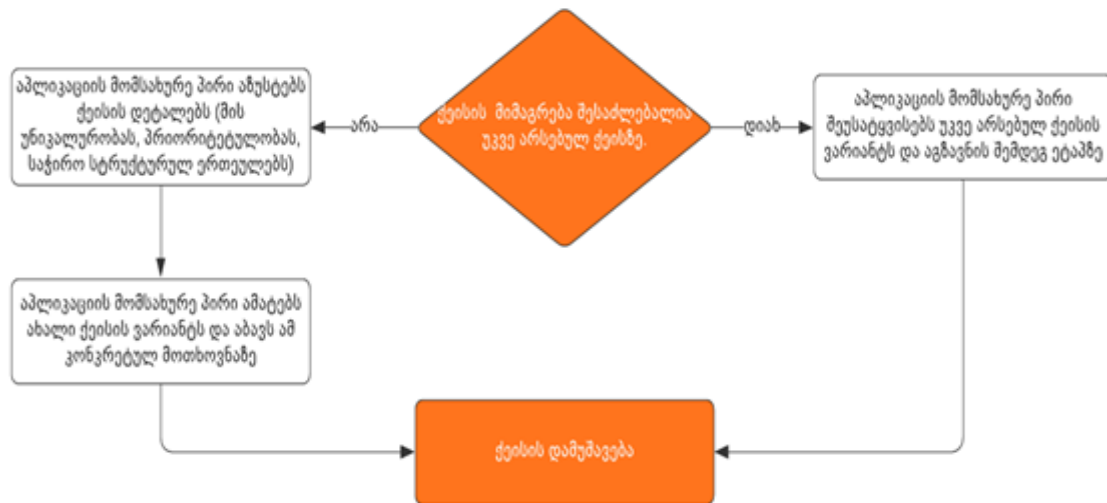 აპლიკაციის მომსახურე პირი აზუსტებს
ქეისის დეტალებს (მის
უნიკალურობას, პრიორიტეტულობას,
საჭირო სტრუქტურულ ერთეულებს)
არა
ქეისის მიმაგრება შესაძლებალია
უკვე არსებულ ქეისზე.
დიახ
აპლიკაციის მომსახურე პირი
შეუსატყვისებს უკვე არსებულ ქეისის
ვარიანტს და აგზავნის შემდეგ ეტაპზე
აპლიკაციის მომსახურე პირი ამატებს
ახალი ქეისის ვარიანტს და აბავს ამ
კონკრეტულ მოთხოვნაზე
ქეისის დამუშავება